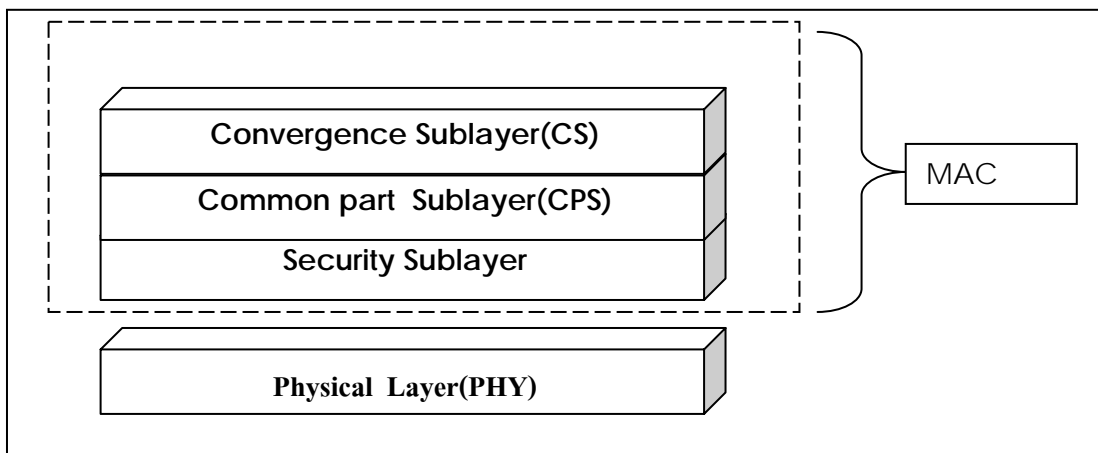 Convergence Sublayer(CS)
MAC
Common part Sublayer(CPS)
Security Sublayer
Physical Layer(PHY)